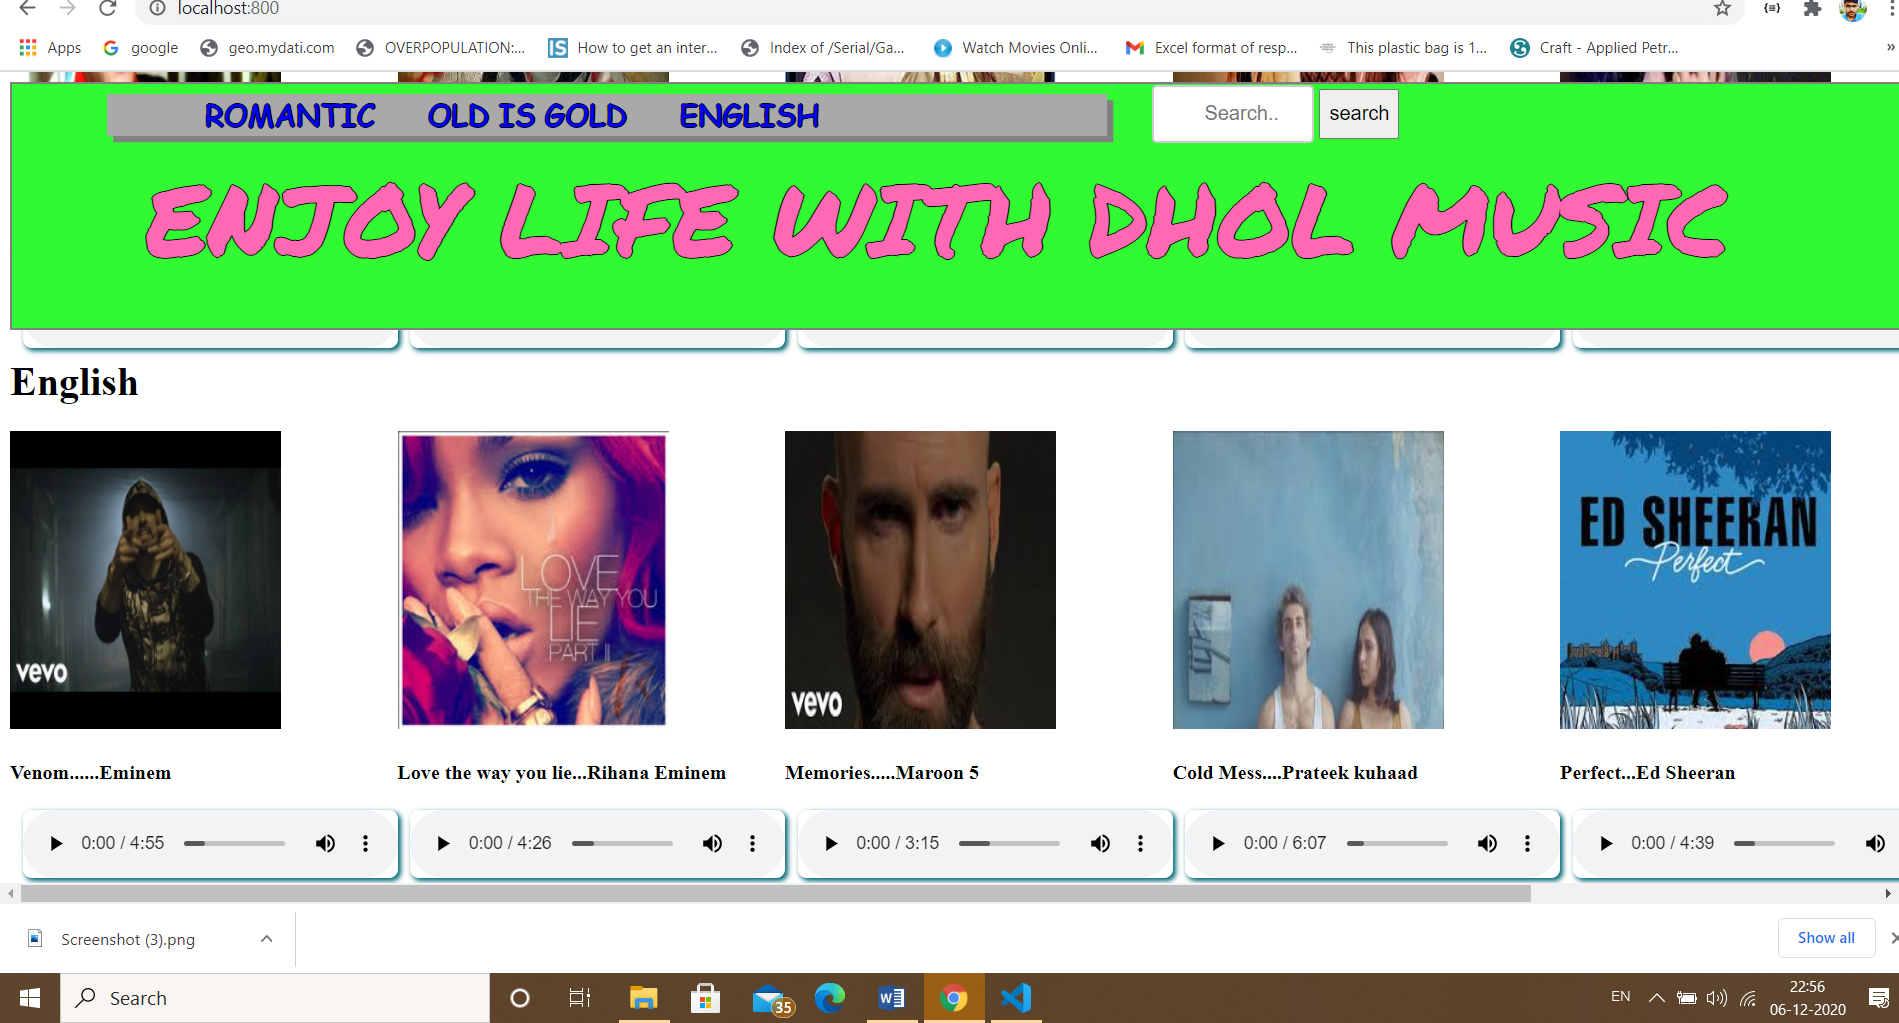 localhost:800
Apps google geo.mydati.com OVERPOPULATION:... How to get an inter... Index of /Serial/Ga... Watch Movies Onli... Excel format of resp... This plastic bag is 1... Craft - Applied Petr... »
ROMANTIC OLD IS GOLD ENGLISH Search.. search
ENJOY LIFE WITH DHOL MUSIC
English
vevo
LOVE
THE WAY YOU
LIE
PART II
vevo
ED SHEERAN
Perfect
Venom......Eminem Love the way you lie...Rihana Eminem Memories.....Maroon 5 Cold Mess....Prateek kuhaad Perfect...Ed Sheeran
0:00 / 4:55 0:00 / 4:26 0:00 / 3:15 0:00 / 6:07 0:00 / 4:39
Screenshot (3).png Show all
Search 35 EN 22:56
06-12-2020